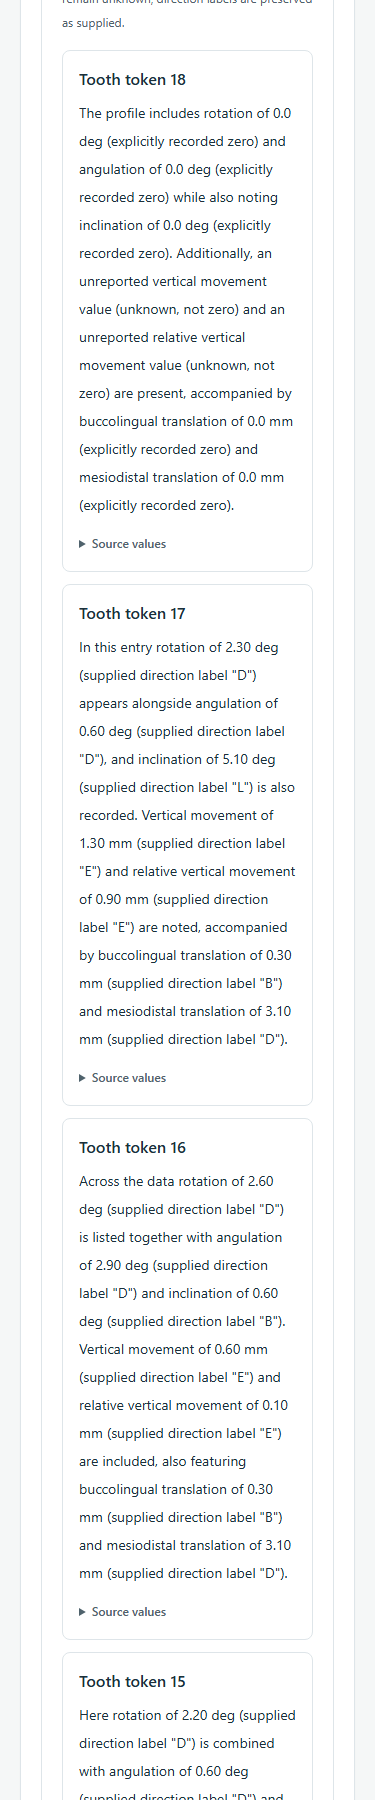 remain unknown; direction labels are preserved
as supplied.
Tooth token 18
The profile includes rotation of 0.0
deg (explicitly recorded zero) and
angulation of 0.0 deg (explicitly
recorded zero) while also noting
inclination of 0.0 deg (explicitly
recorded zero). Additionally, an
unreported vertical movement
value (unknown, not zero) and an
unreported relative vertical
movement value (unknown, not
zero) are present, accompanied by
buccolingual translation of 0.0 mm
(explicitly recorded zero) and
mesiodistal translation of 0.0 mm
(explicitly recorded zero).
Source values
Tooth token 17
In this entry rotation of 2.30 deg
(supplied direction label "D")
appears alongside angulation of
0.60 deg (supplied direction label
"D"), and inclination of 5.10 deg
(supplied direction label "L") is also
recorded. Vertical movement of
1.30 mm (supplied direction label
"E") and relative vertical movement
of 0.90 mm (supplied direction
label "E") are noted, accompanied
by buccolingual translation of 0.30
mm (supplied direction label "B")
and mesiodistal translation of 3.10
mm (supplied direction label "D").
Source values
Tooth token 16
Across the data rotation of 2.60
deg (supplied direction label "D")
is listed together with angulation
of 2.90 deg (supplied direction
label "D") and inclination of 0.60
deg (supplied direction label "B").
Vertical movement of 0.60 mm
(supplied direction label "E") and
relative vertical movement of 0.10
mm (supplied direction label "E")
are included, also featuring
buccolingual translation of 0.30
mm (supplied direction label "B")
and mesiodistal translation of 3.10
mm (supplied direction label "D").
Source values
Tooth token 15
Here rotation of 2.20 deg (supplied
direction label "D") is combined
with angulation of 0.60 deg
(supplied direction label "D") and